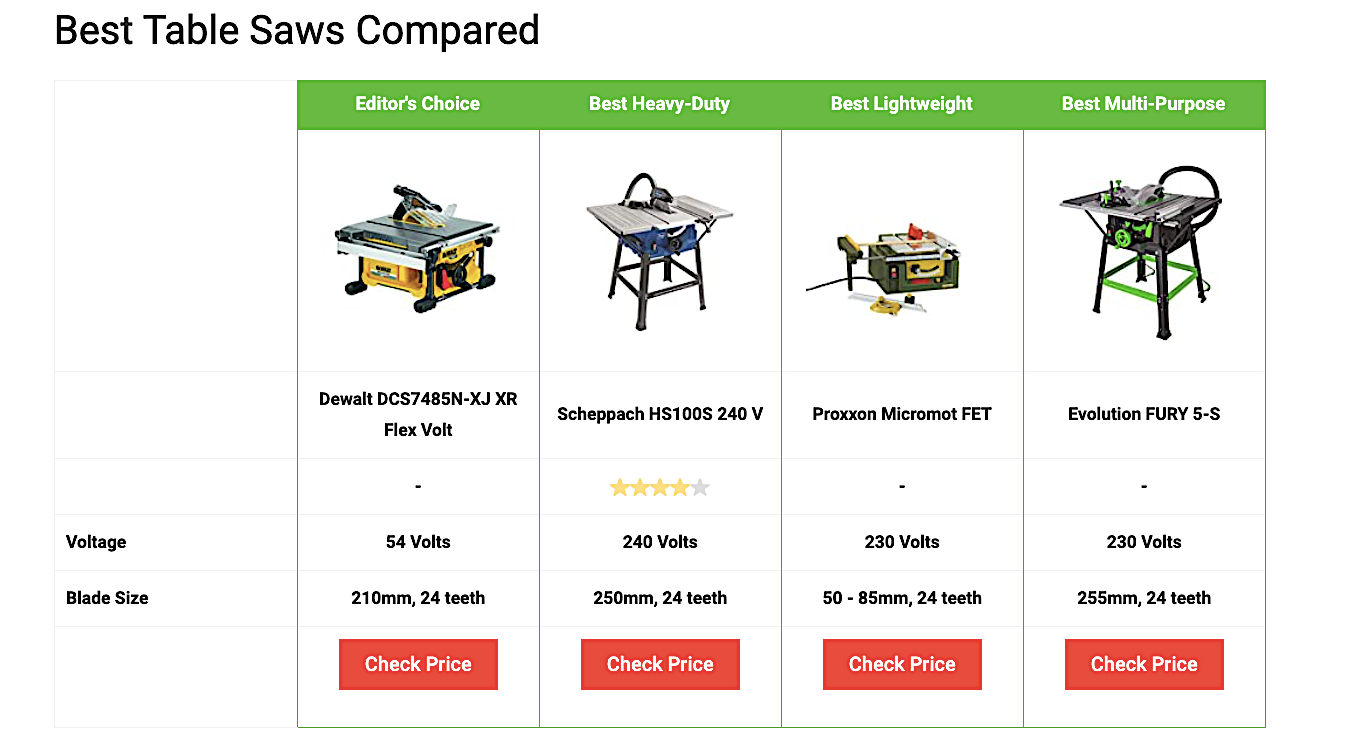 Best Table Saws Compared
Editor's Choice Best Heavy-Duty Best Lightweight Best Multi-Purpose
Dewalt DCS7485N-XJ XR
Flex Volt
Scheppach HS100S 240 V Proxxon Micromot FET Evolution FURY 5-S
- - -
Voltage 54 Volts 240 Volts 230 Volts 230 Volts
Blade Size 210mm, 24 teeth 250mm, 24 teeth 50 - 85mm, 24 teeth 255mm, 24 teeth
Check Price Check Price Check Price Check Price